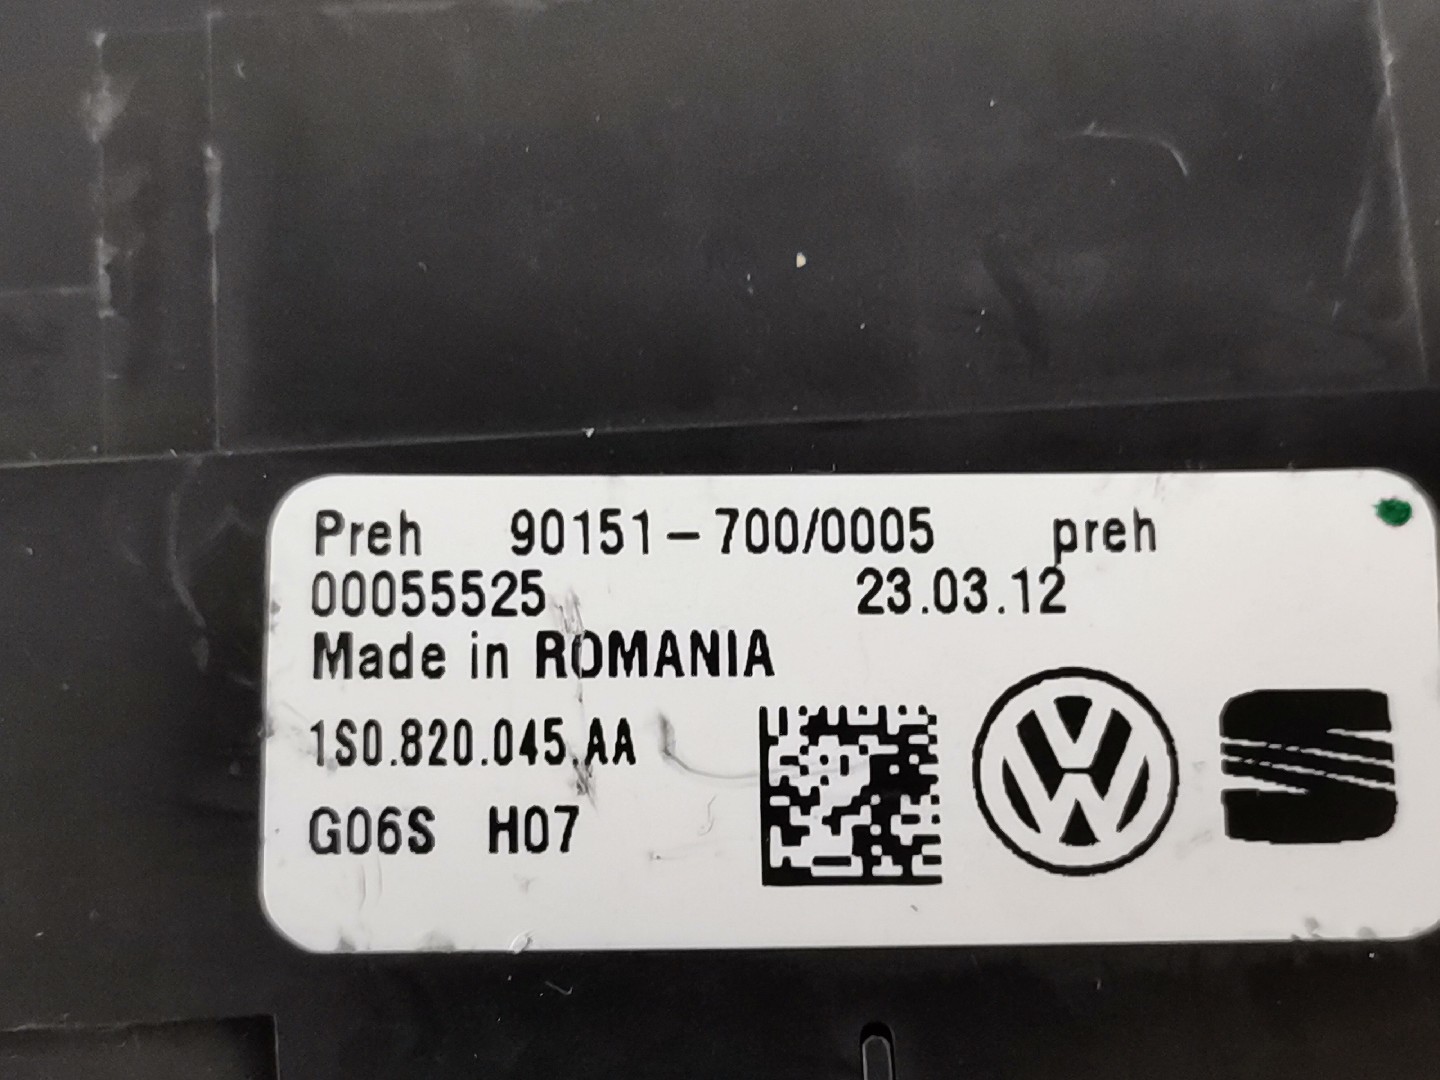 Preh 90151-700/0005 preh
00055525 23.03.12
Made in ROMANIA
1S0.820.045.AA
G06S H07